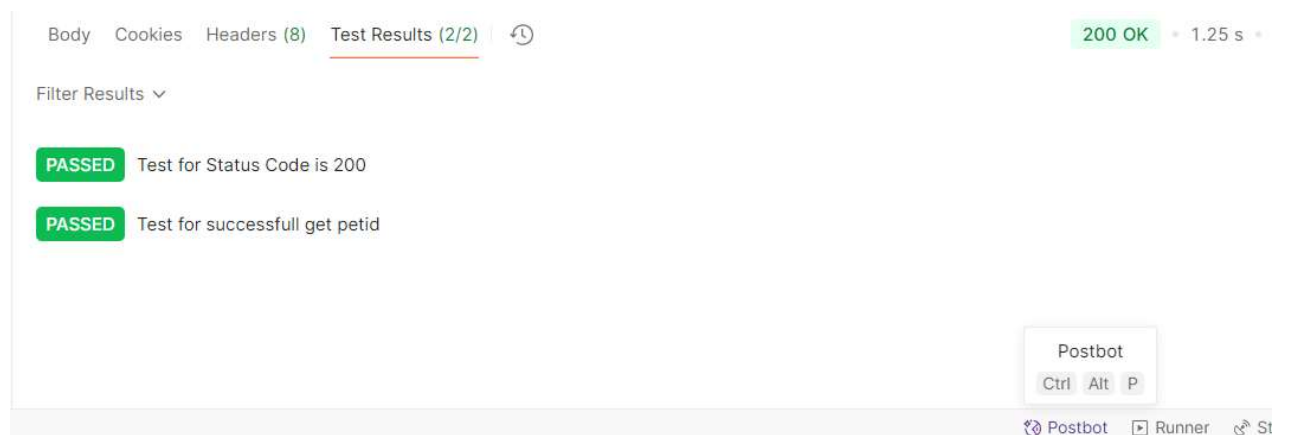 Body Cookies Headers (8) Test Results (2/2) 200 OK 1.25 s
Filter Results
PASSED Test for Status Code is 200
PASSED Test for successfull get petid
Postbot
Ctrl Alt P
Postbot Runner St